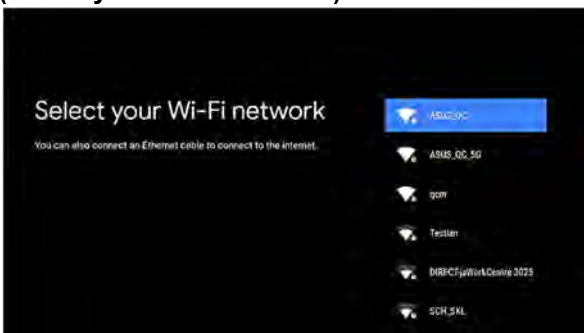 Select your Wi-Fi network
You can also connect an Ethernet cable to connect to the internet.
ASUS_QC
ASUS_QC_5G
qcm
Testlan
SCH_SKL